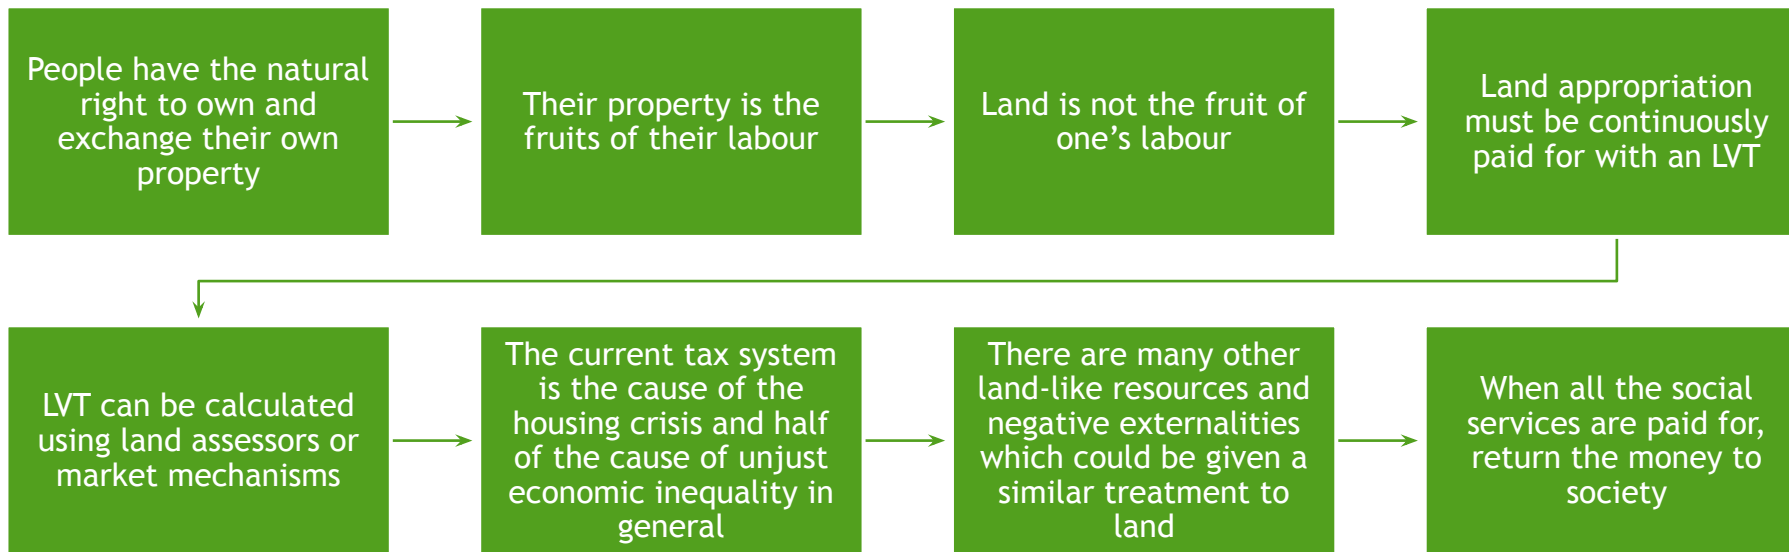 People have the natural
right to own and
exchange their own
property
Their property is the
fruits of their labour
Land is not the fruit of
one’s labour
Land appropriation
must be continuously
paid for with an LVT
LVT can be calculated
using land assessors or
market mechanisms
The current tax system
is the cause of the
housing crisis and half
of the cause of unjust
economic inequality in
general
There are many other
land-like resources and
negative externalities
which could be given a
similar treatment to
land
When all the social
services are paid for,
return the money to
society